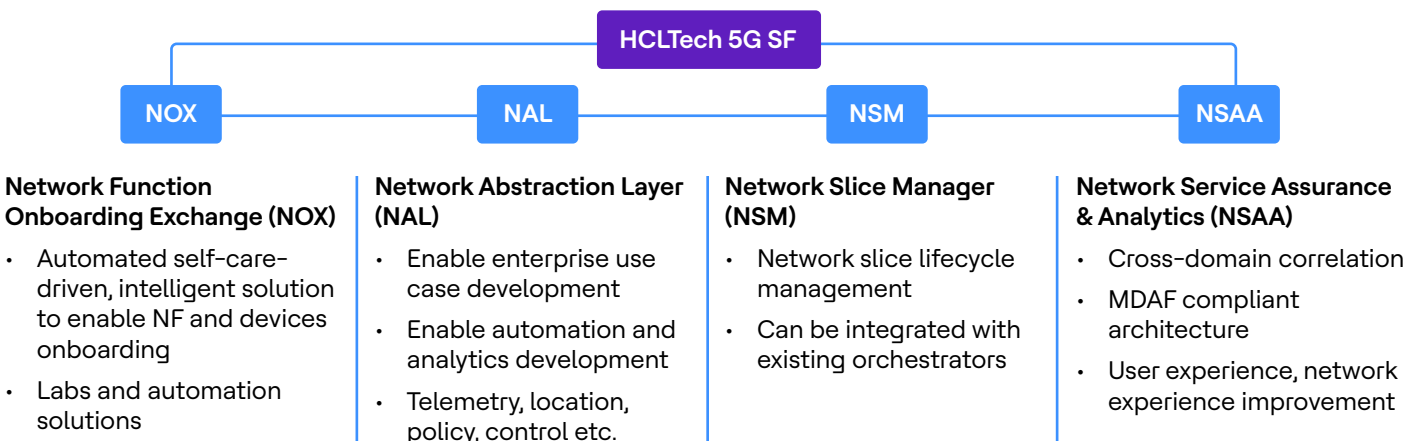 HCLTech 5G SF
NOX
NAL
NSM
NSAA
Network Function
Onboarding Exchange (NOX)
• Automated self-care-
driven, intelligent solution
to enable NF and devices
onboarding
• Labs and automation
solutions
Network Abstraction Layer
(NAL)
• Enable enterprise use
case development
• Enable automation and
analytics development
• Telemetry, location,
policy, control etc.
Network Slice Manager
(NSM)
• Network slice lifecycle
management
• Can be integrated with
existing orchestrators
Network Service Assurance
& Analytics (NSAA)
• Cross-domain correlation
• MDAF compliant
architecture
• User experience, network
experience improvement